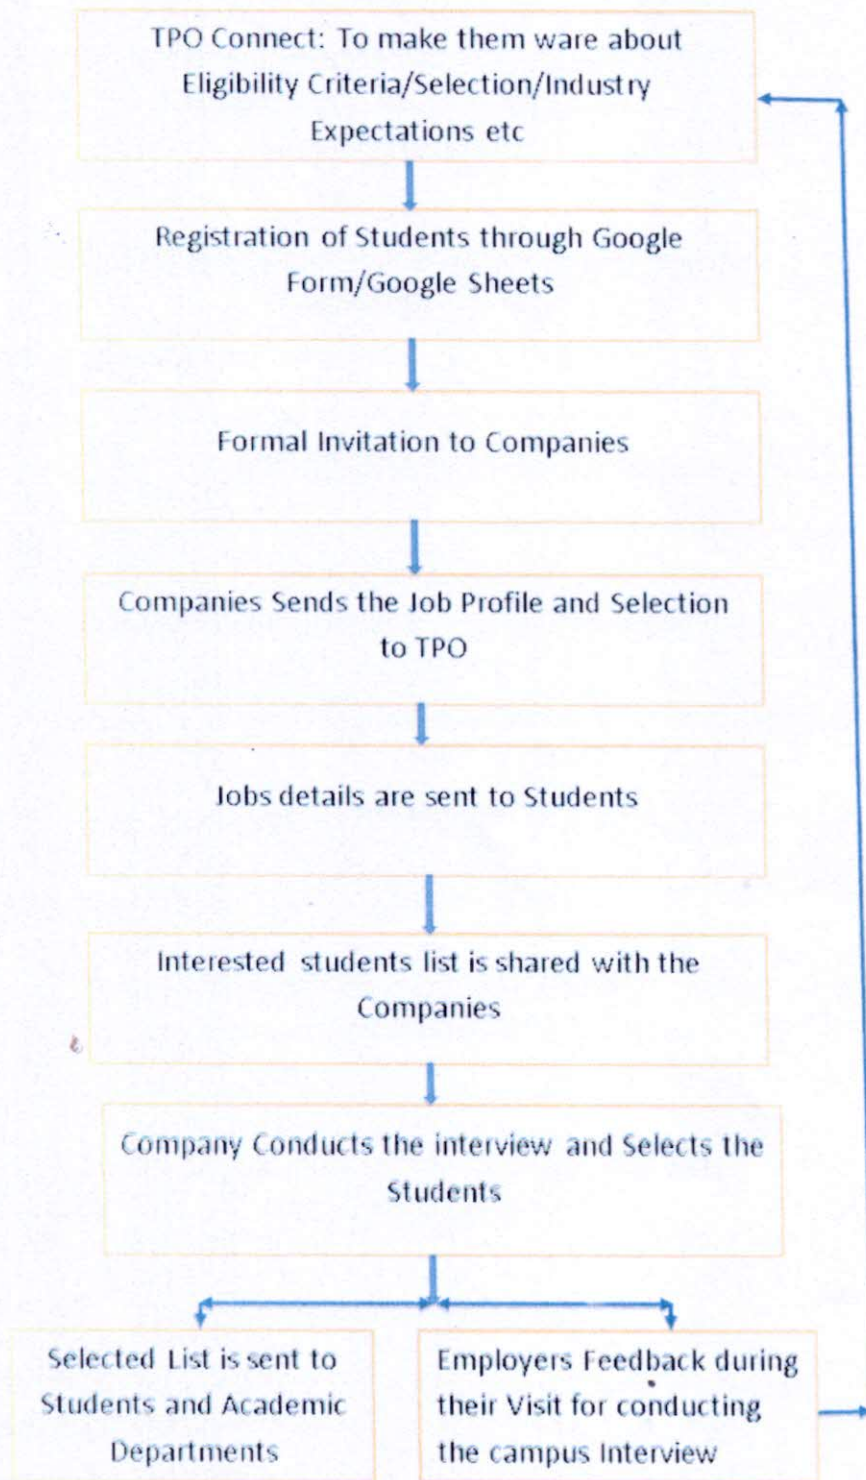 TPO Connect: To make them ware about
Eligibility Criteria/Selection/Industry
Expectations etc
Registration of Students through Google
Form/Google Sheets
Formal Invitation to Companies
Companies Sends the Job Profile and Selection
to TPO
Jobs details are sent to Students
Interested students list is shared with the
Companies
Company Conducts the interview and Selects the
Students
Selected List is sent to
Students and Academic
Departments
Employers Feedback during
their Visit for conducting
the campus Interview